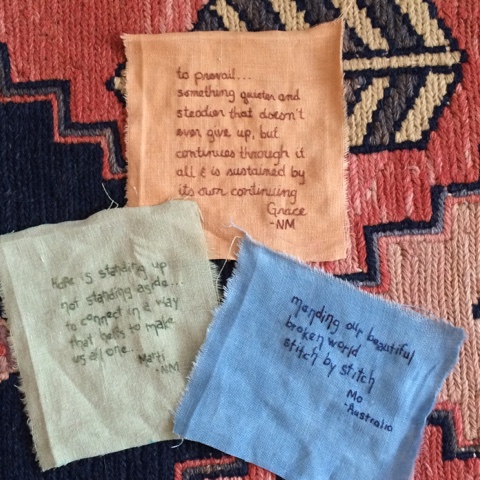 to prevail...
something quieter and
steadier that doesn't
ever give up, but
continues through it
all & is sustained by
its own continuing
Grace
-NM
Hope is standing up
not standing aside...
to connect in a way
that helps to make
us all one...
Marti
-NM
mending our beautiful
broken world
stitch by stitch
Mo
-Australia